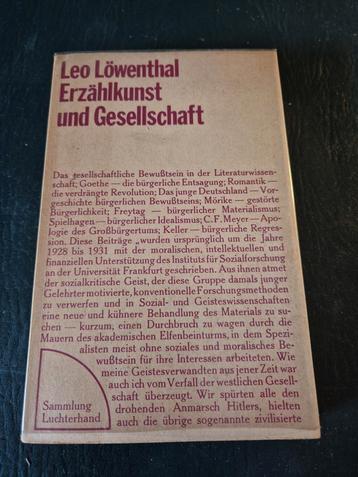 Leo Löwenthal
Erzählkunst
und Gesellschaft
Das gesellschaftliche Bewußtsein in der Literaturwissen-
schaft; Goethe — die bürgerliche Entsagung; Romantik —
die verdrängte Revolution; Das junge Deutschland — Vor-
geschichte bürgerlichen Bewußtseins; Mörike — gestörte
Bürgerlichkeit; Freytag — bürgerlicher Materialismus;
Spielhagen — bürgerlicher Idealismus; C. F. Meyer — Apo-
logie des Großbürgertums; Keller — bürgerliche Regres-
sion. Diese Beiträge „wurden ursprünglich um die Jahre
1928 bis 1931 mit der moralischen, intellektuellen und
finanziellen Unterstützung des Instituts für Sozialforschung
an der Universität Frankfurt geschrieben. Aus ihnen atmet
der sozialkritische Geist, der diese Gruppe damals junger
Gelehrter motivierte, konventionelle Forschungsmethoden
zu verwerfen und in Sozial- und Geisteswissenschaften
eine neue und kühnere Behandlung des Materials zu su-
chen — kurzum, einen Durchbruch zu wagen durch die
Mauern des akademischen Elfenbeinturms, in dem Spezi-
alisten meist ohne soziales und moralisches Be-
wußtsein für ihre Interessen arbeiteten. Wie
meine Geistesverwandten aus jener Zeit war
auch ich vom Verfall der westlichen Gesell-
schaft überzeugt. Wir spürten alle den
drohenden Anmarsch Hitlers, hielten
auch die übrige sogenannte zivilisierte
Sammlung
Luchterhand